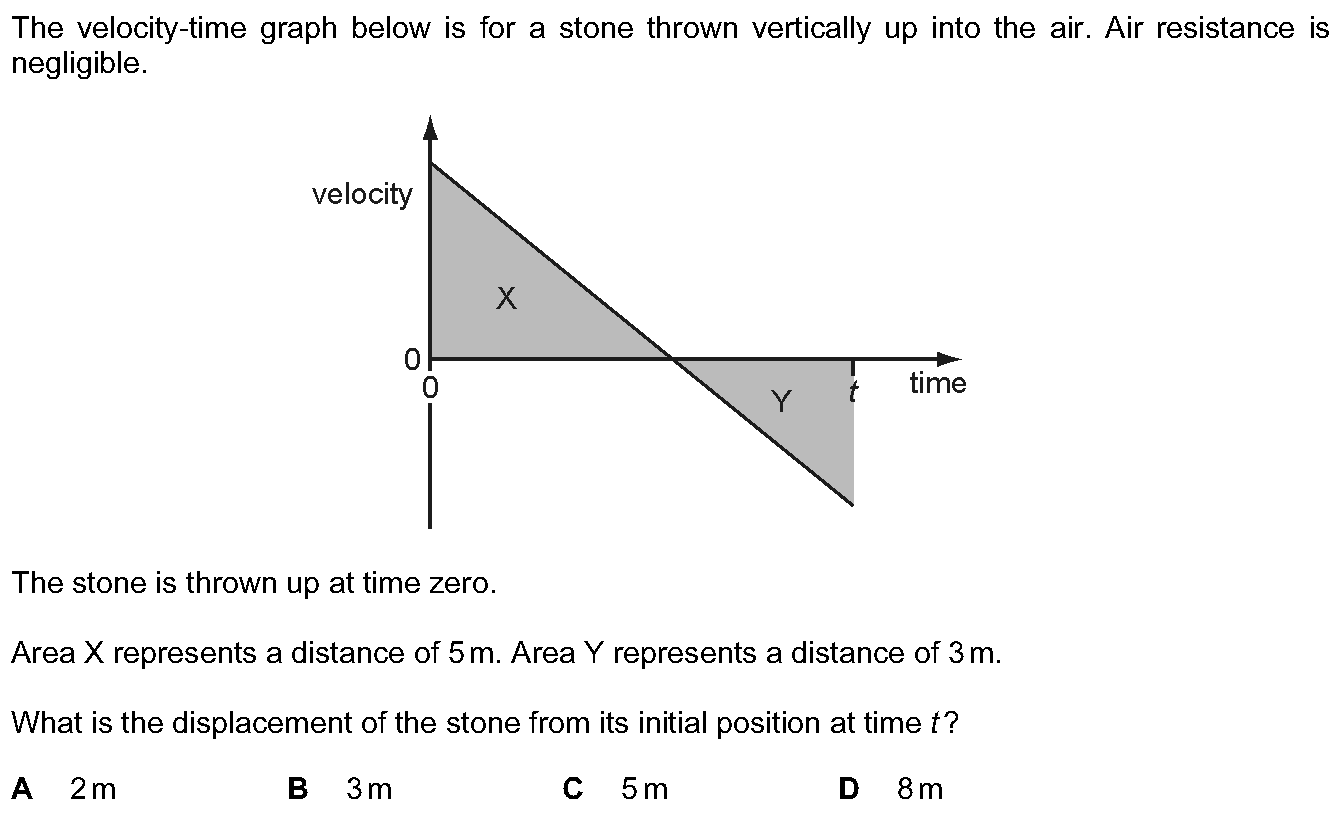 The velocity-time graph below is for a stone thrown vertically up into the air. Air resistance is
negligible.
velocity
X
0
0
Y
t
time
The stone is thrown up at time zero.
Area X represents a distance of 5 m. Area Y represents a distance of 3 m.
What is the displacement of the stone from its initial position at time t?
A 2 m B 3 m C 5 m D 8 m